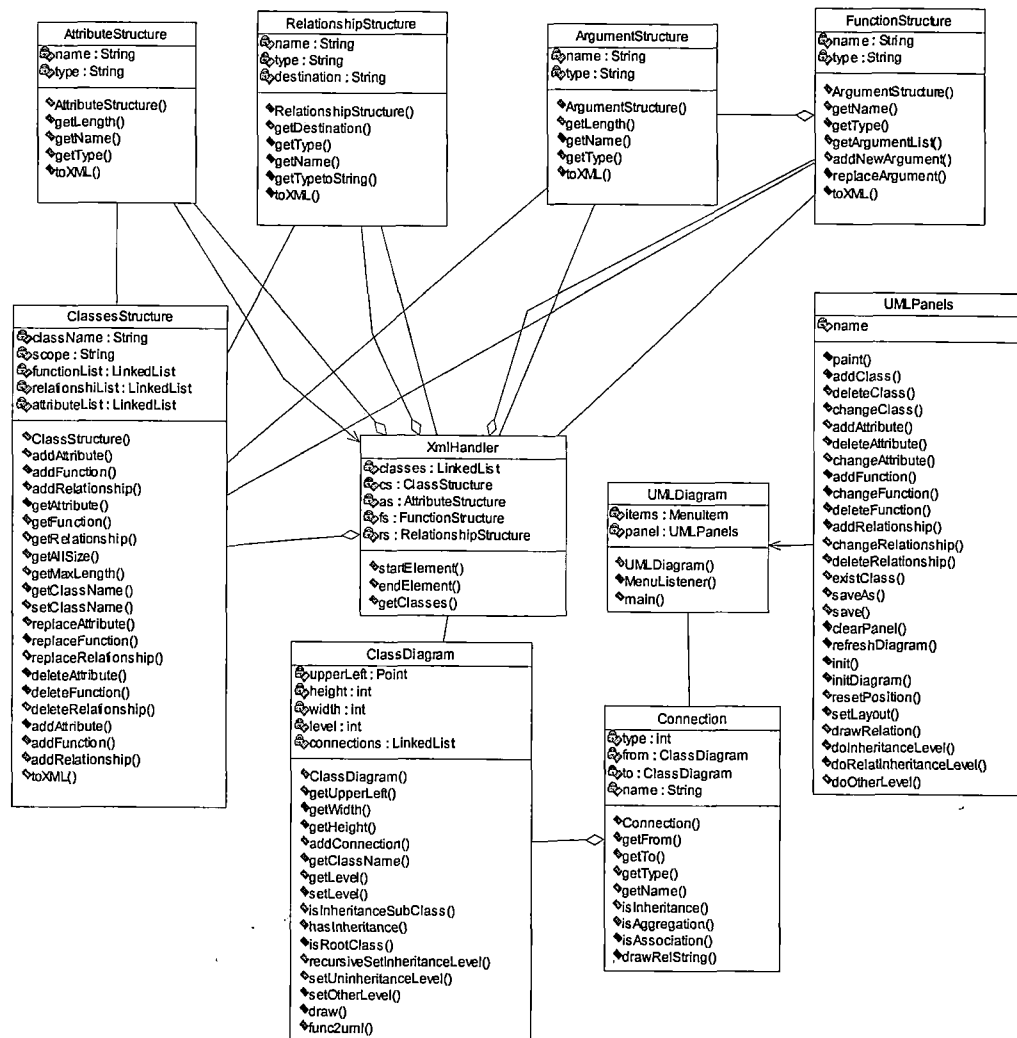 AttributeStructure
name : String
type : String
AttributeStructure()
getLength()
getName()
getType()
toXML()
RelationshipStructure
name : String
type : String
destination : String
RelationshipStructure()
getDestination()
getType()
getName()
getTypetoString()
toXML()
ArgumentStructure
name : String
type : String
ArgumentStructure()
getLength()
getName()
getType()
toXML()
FunctionStructure
name : String
type : String
ArgumentStructure()
getName()
getType()
getArgumentList()
addNewArgument()
replaceArgument()
toXML()
ClassesStructure
className : String
scope : String
functionList : LinkedList
relationshiList : LinkedList
attributeList : LinkedList
ClassStructure()
addAttribute()
addFunction()
addRelationship()
getAttribute()
getFunction()
getRelationship()
getAllSize()
getMaxLength()
getClassName()
setClassName()
replaceAttribute()
replaceFunction()
replaceRelationship()
deleteAttribute()
deleteFunction()
deleteRelationship()
addAttribute()
addFunction()
addRelationship()
toXML()
XmlHandler
classes : LinkedList
cs : ClassStructure
as : AttributeStructure
fs : FunctionStructure
rs : RelationshipStructure
startElement()
endElement()
getClasses()
UMLDiagram
items : MenuItem
panel : UMLPanels
UMLDiagram()
MenuListener()
main()
UMLPanels
name
paint()
addClass()
deleteClass()
changeClass()
addAttribute()
deleteAttribute()
changeAttribute()
addFunction()
changeFunction()
deleteFunction()
addRelationship()
changeRelationship()
deleteRelationship()
existClass()
saveAs()
save()
clearPanel()
refreshDiagram()
init()
initDiagram()
resetPosition()
setLayout()
drawRelation()
doInheritanceLevel()
doRelatInheritanceLevel()
doOtherLevel()
ClassDiagram
upperLeft : Point
height : int
width : int
level : int
connections : LinkedList
ClassDiagram()
getUpperLeft()
getWidth()
getHeight()
addConnection()
getClassName()
getLevel()
setLevel()
isInheritanceSubClass()
hasInheritance()
isRootClass()
recursiveSetInheritanceLevel()
setUninheritanceLevel()
setOtherLevel()
draw()
func2uml()
Connection
type : Int
from : ClassDiagram
to : ClassDiagram
name : String
Connection()
getFrom()
getTo()
getType()
getName()
isInheritance()
isAggregation()
isAssociation()
drawRelString()